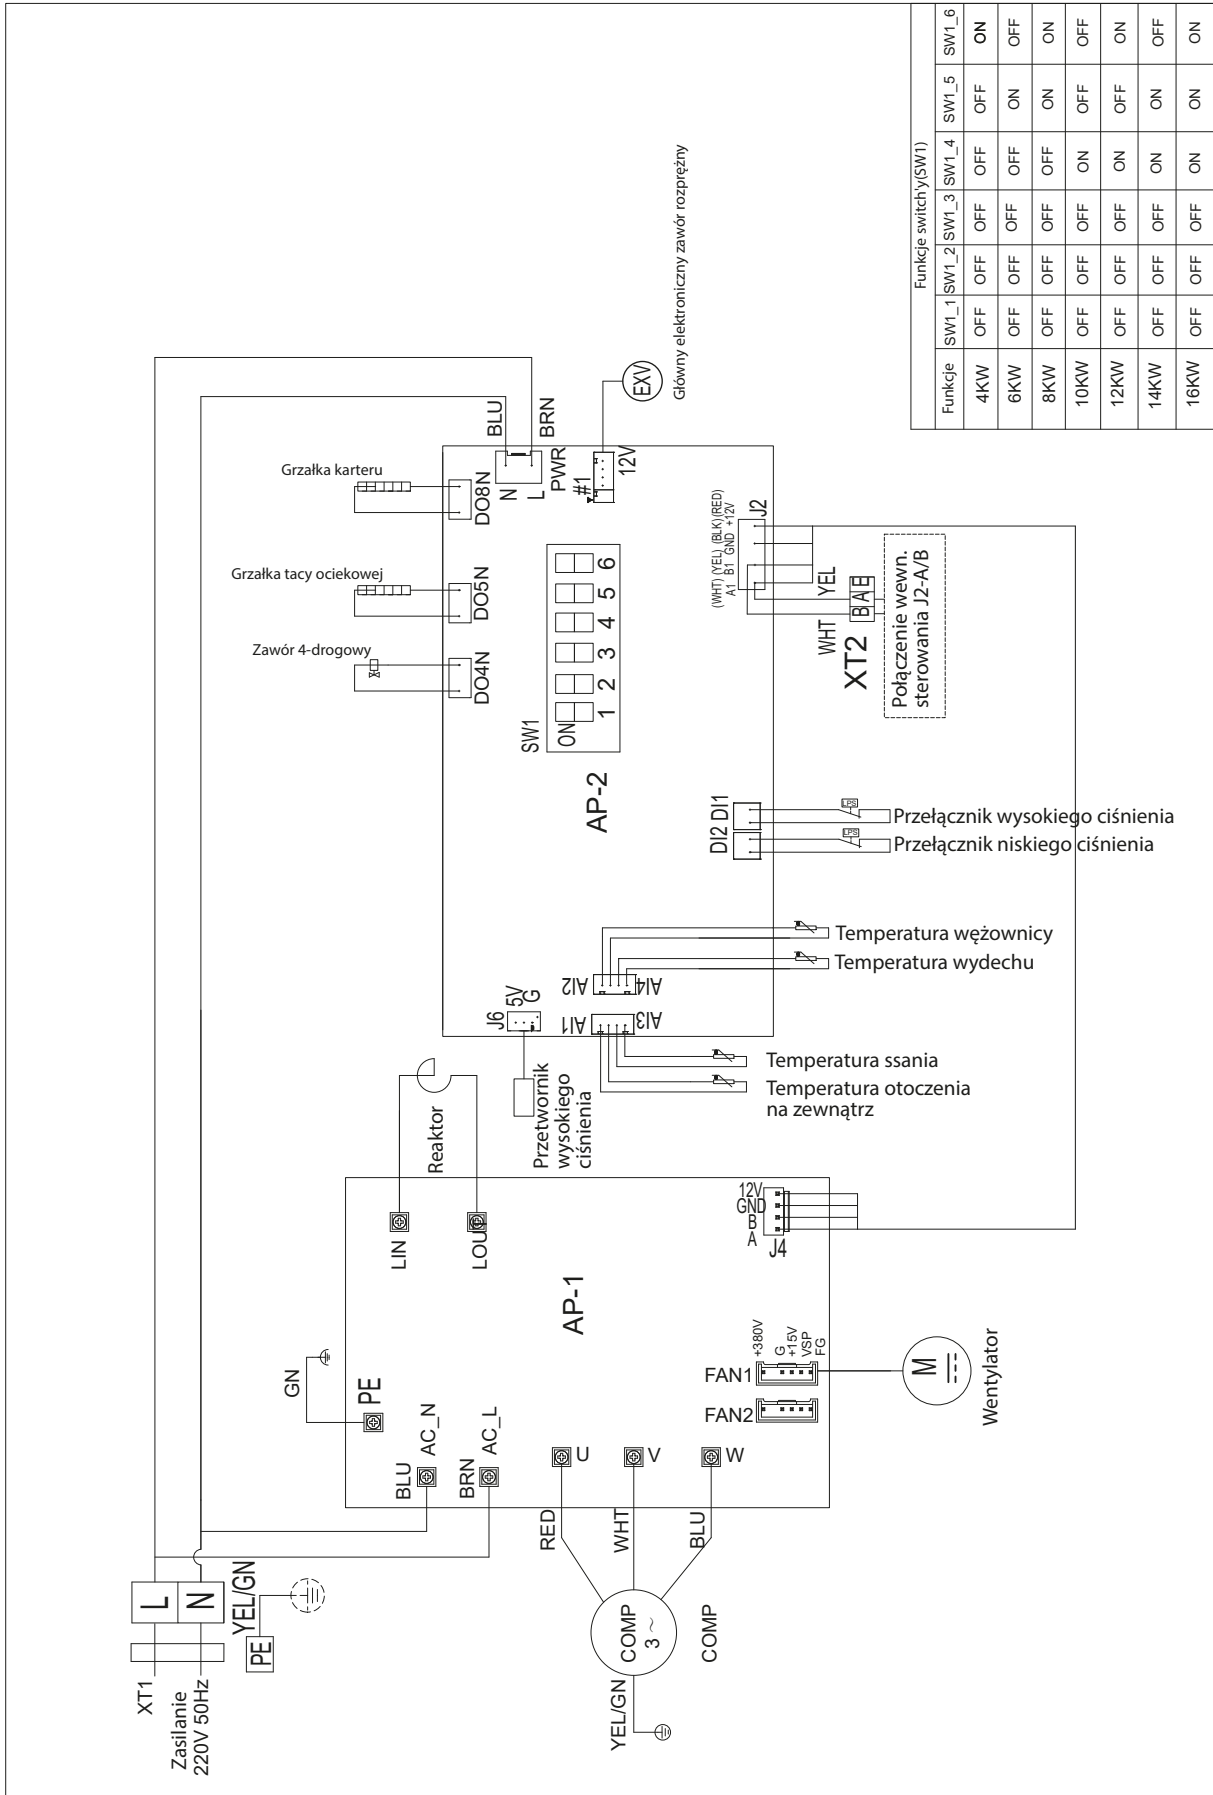 XT1
Zasilanie
220V 50Hz
L
N
PE
YEL/GN
BLU
AC_N
BRN
AC_L
GN
PE
LIN
LOUT
Reaktor
AP-1
RED
U
WHT
V
BLU
W
COMP
3 ~
COMP
YEL/GN
FAN1
FAN2
+380V
G
+15V
VSP
FG
M
Wentylator
12V
GND
B
A
J4
Grzałka karteru
Grzałka tacy ociekowej
Zawór 4-drogowy
DO8N
DO5N
DO4N
BLU
BRN
N
L
PWR
#1
12V
EXV
Główny elektroniczny zawór rozprężny
SW1
ON
1 2 3 4 5 6
AP-2
J6
5V
G
Przetwornik
wysokiego
ciśnienia
AI1
AI3
AI2
AI4
Temperatura wężownicy
Temperatura wydechu
Temperatura ssania
Temperatura otoczenia
na zewnątrz
DI2 DI1
LPS
Przełącznik wysokiego ciśnienia
LPS
Przełącznik niskiego ciśnienia
(WHT) (YEL) (BLK) (RED)
A1 B1 GND +12V
J2
WHT
YEL
XT2
B A E
Połączenie wewn.
sterowania J2-A/B
Funkcje switch'y(SW1)
Funkcje SW1_1 SW1_2 SW1_3 SW1_4 SW1_5 SW1_6
4KW OFF OFF OFF OFF OFF ON
6KW OFF OFF OFF OFF ON OFF
8KW OFF OFF OFF OFF ON ON
10KW OFF OFF OFF ON OFF OFF
12KW OFF OFF OFF ON OFF ON
14KW OFF OFF OFF ON ON OFF
16KW OFF OFF OFF ON ON ON